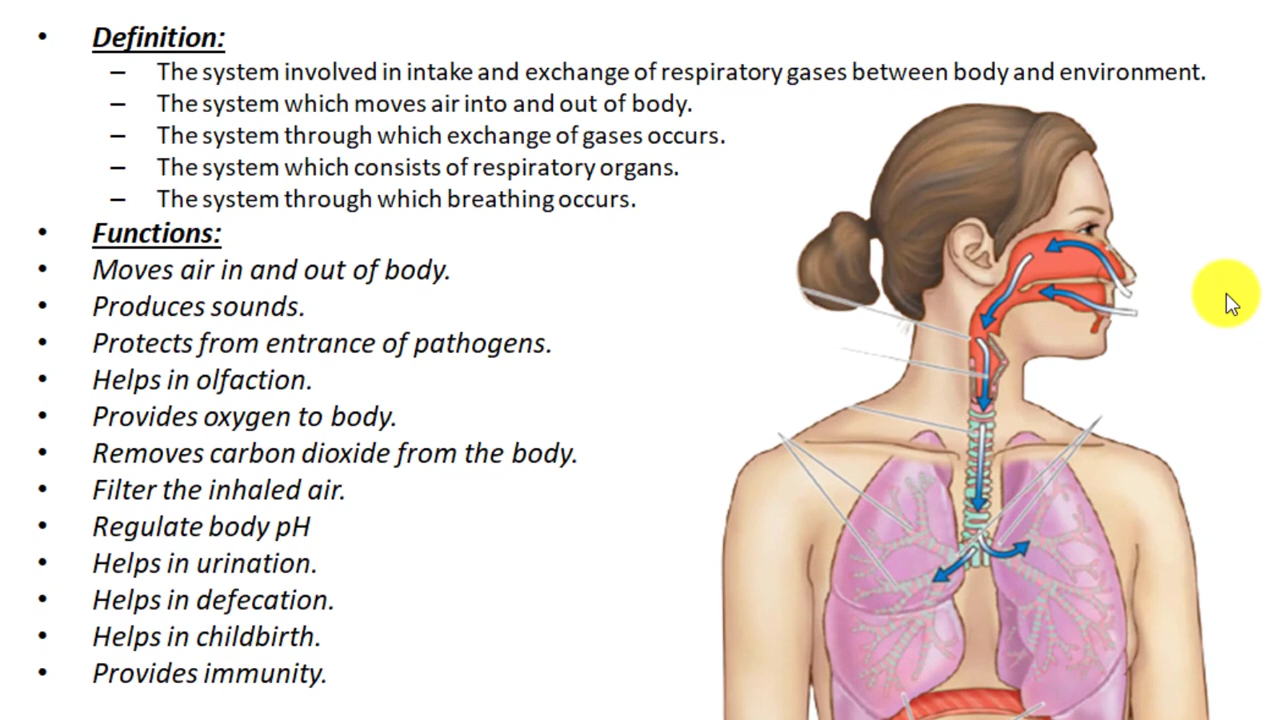 • Definition:
– The system involved in intake and exchange of respiratory gases between body and environment.
– The system which moves air into and out of body.
– The system through which exchange of gases occurs.
– The system which consists of respiratory organs.
– The system through which breathing occurs.
• Functions:
• Moves air in and out of body.
• Produces sounds.
• Protects from entrance of pathogens.
• Helps in olfaction.
• Provides oxygen to body.
• Removes carbon dioxide from the body.
• Filter the inhaled air.
• Regulate body pH
• Helps in urination.
• Helps in defecation.
• Helps in childbirth.
• Provides immunity.